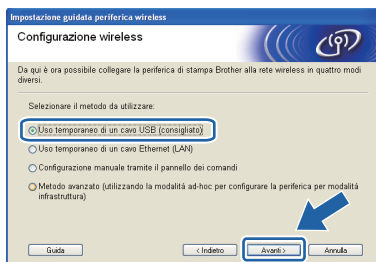 Impostazione guidata periferica wireless
Configurazione wireless
Da qui è ora possibile collegare la periferica di stampa Brother alla rete wireless in quattro modi
diversi.
Selezionare il metodo da utilizzare:
Uso temporaneo di un cavo USB (consigliato)
Uso temporaneo di un cavo Ethernet (LAN)
Configurazione manuale tramite il pannello dei comandi
Metodo avanzato (utilizzando la modalità ad-hoc per configurare la periferica per modalità
infrastruttura)
Guida
< Indietro
Avanti >
Annulla